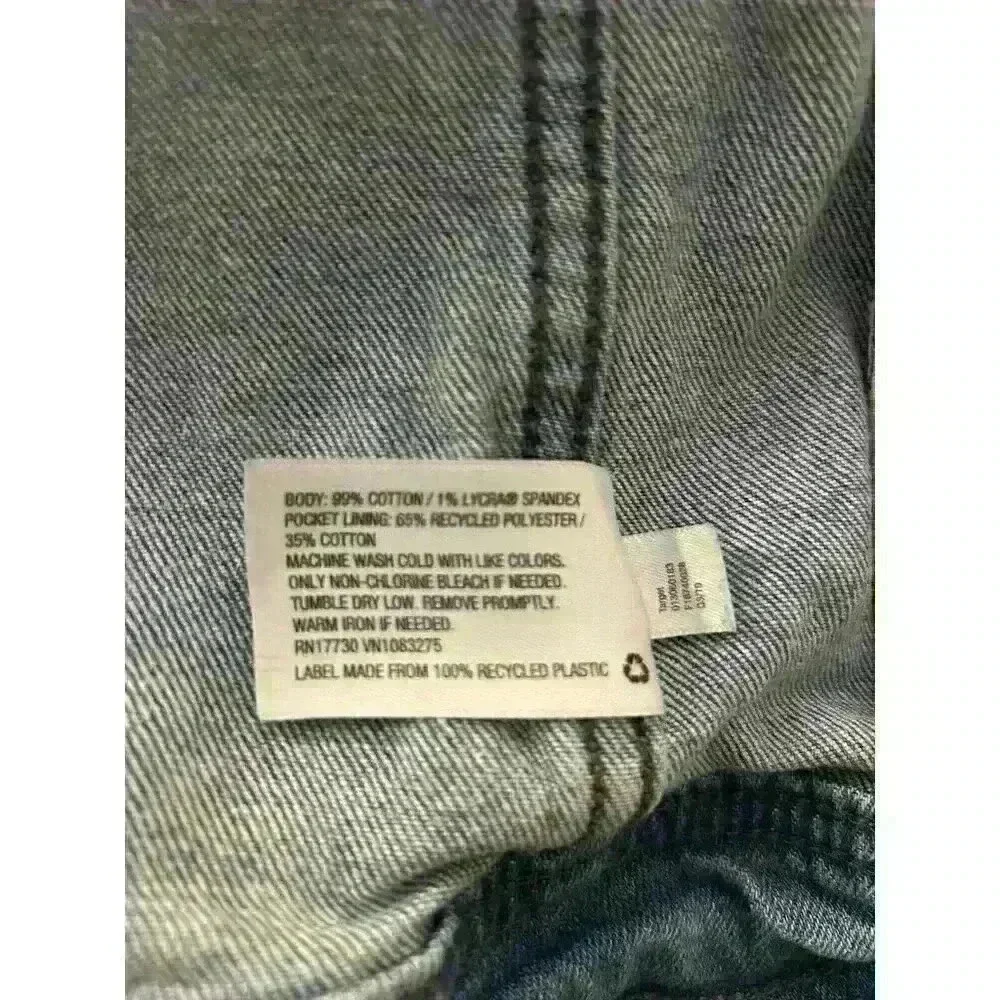 BODY: 99% COTTON / 1% LYCRA® SPANDEX
POCKET LINING: 65% RECYCLED POLYESTER /
35% COTTON
MACHINE WASH COLD WITH LIKE COLORS.
ONLY NON-CHLORINE BLEACH IF NEEDED.
TUMBLE DRY LOW. REMOVE PROMPTLY.
WARM IRON IF NEEDED.
RN17730 VN1083275
LABEL MADE FROM 100% RECYCLED PLASTIC
Target